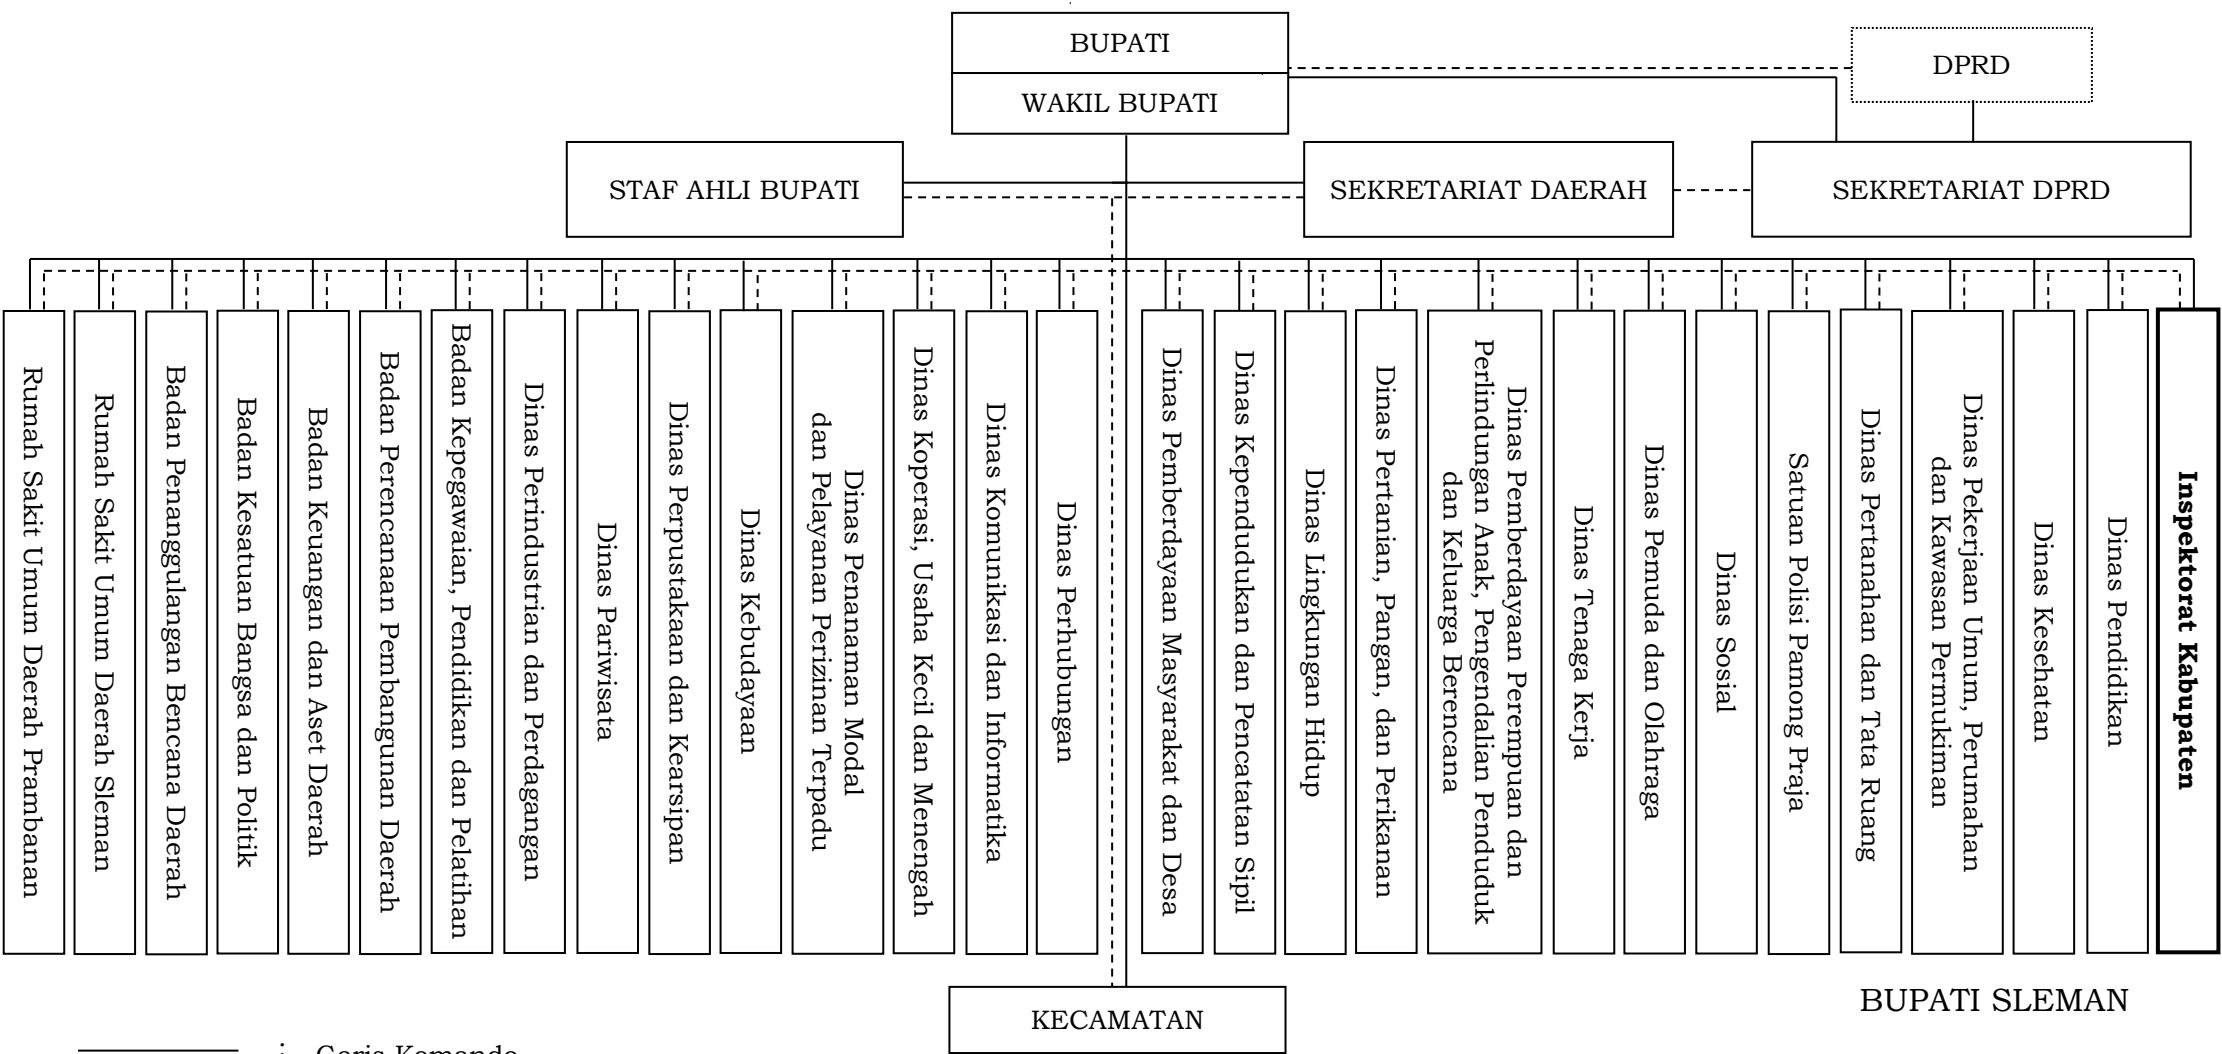 BUPATI
WAKIL BUPATI
DPRD
STAF AHLI BUPATI
SEKRETARIAT DAERAH
SEKRETARIAT DPRD
Rumah Sakit Umum Daerah Prambanan
Rumah Sakit Umum Daerah Sleman
Badan Penanggulangan Bencana Daerah
Badan Kesatuan Bangsa dan Politik
Badan Keuangan dan Aset Daerah
Badan Perencanaan Pembangunan Daerah
Badan Kepegawaian, Pendidikan dan Pelatihan
Dinas Perindustrian dan Perdagangan
Dinas Pariwisata
Dinas Perpustakaan dan Kearsipan
Dinas Kebudayaan
Dinas Penanaman Modal
dan Pelayanan Perizinan Terpadu
Dinas Koperasi, Usaha Kecil dan Menengah
Dinas Komunikasi dan Informatika
Dinas Perhubungan
Dinas Pemberdayaan Masyarakat dan Desa
Dinas Kependudukan dan Pencatatan Sipil
Dinas Lingkungan Hidup
Dinas Pertanian, Pangan, dan Perikanan
Dinas Pemberdayaan Perempuan dan
Perlindungan Anak, Pengendalian Penduduk
dan Keluarga Berencana
Dinas Tenaga Kerja
Dinas Pemuda dan Olahraga
Dinas Sosial
Satuan Polisi Pamong Praja
Dinas Pertanahan dan Tata Ruang
Dinas Pekerjaan Umum, Perumahan
dan Kawasan Permukiman
Dinas Kesehatan
Dinas Pendidikan
Inspektorat Kabupaten
KECAMATAN
BUPATI SLEMAN
: Garis Komando